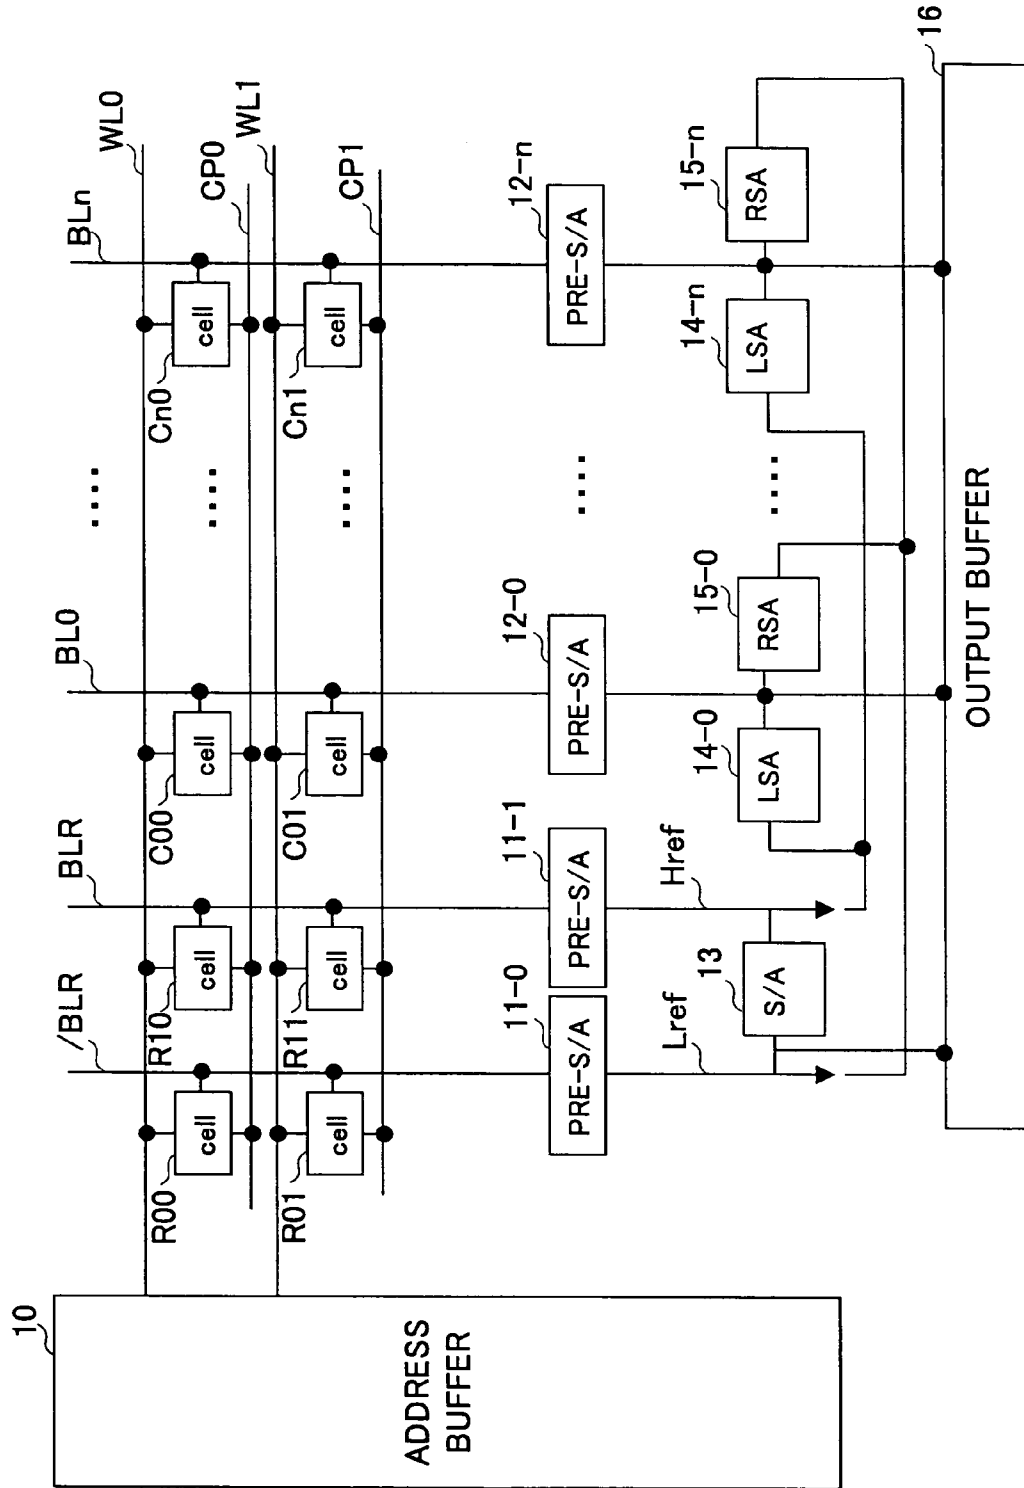 10
ADDRESS
BUFFER
/BLR
BLR
BL0
BLn
WL0
CP0
WL1
CP1
R00
cell
R10
cell
C00
cell
....
Cn0
cell
....
R01
cell
R11
cell
C01
cell
....
Cn1
cell
11-0
PRE-S/A
11-1
PRE-S/A
12-0
PRE-S/A
....
12-n
PRE-S/A
Lref
Href
13
S/A
14-0
LSA
15-0
RSA
....
14-n
LSA
15-n
RSA
16
OUTPUT BUFFER